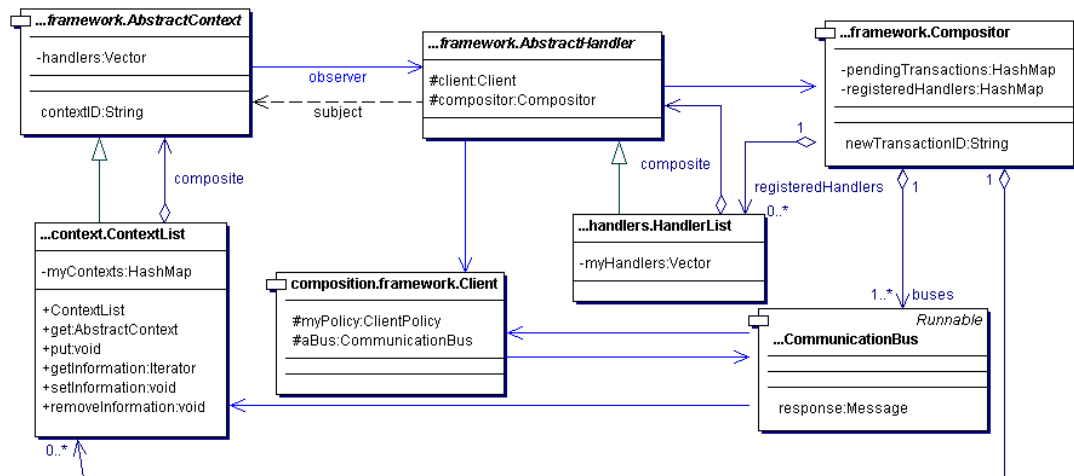 ...framework.AbstractContext
-handlers:Vector
contextID:String
observer
subject
...framework.AbstractHandler
#client:Client
#compositor:Compositor
...framework.Compositor
-pendingTransactions:HashMap
-registeredHandlers:HashMap
newTransactionID:String
composite
composite
1
registeredHandlers
0..*
1
1
...context.ContextList
-myContexts:HashMap
+ContextList
+get:AbstractContext
+put:void
+getInformation:Iterator
+setInformation:void
+removeInformation:void
0..*
composition.framework.Client
#myPolicy:ClientPolicy
#aBus:CommunicationBus
...handlers.HandlerList
-myHandlers:Vector
1..*
buses
Runnable
...CommunicationBus
response:Message